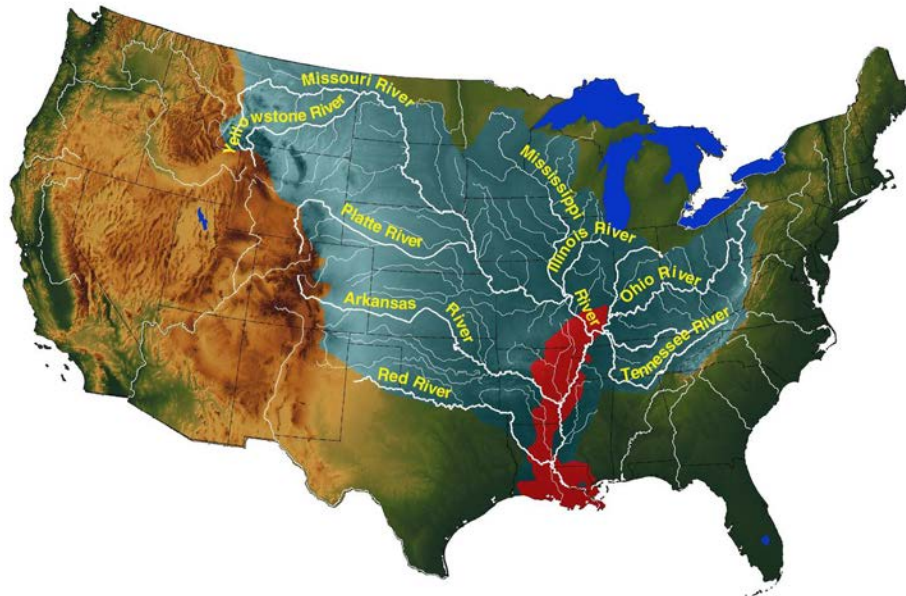 Missouri River
Yellowstone River
Mississippi
River
Platte River
Illinois River
Ohio River
Arkansas
River
Tennessee River
Red River